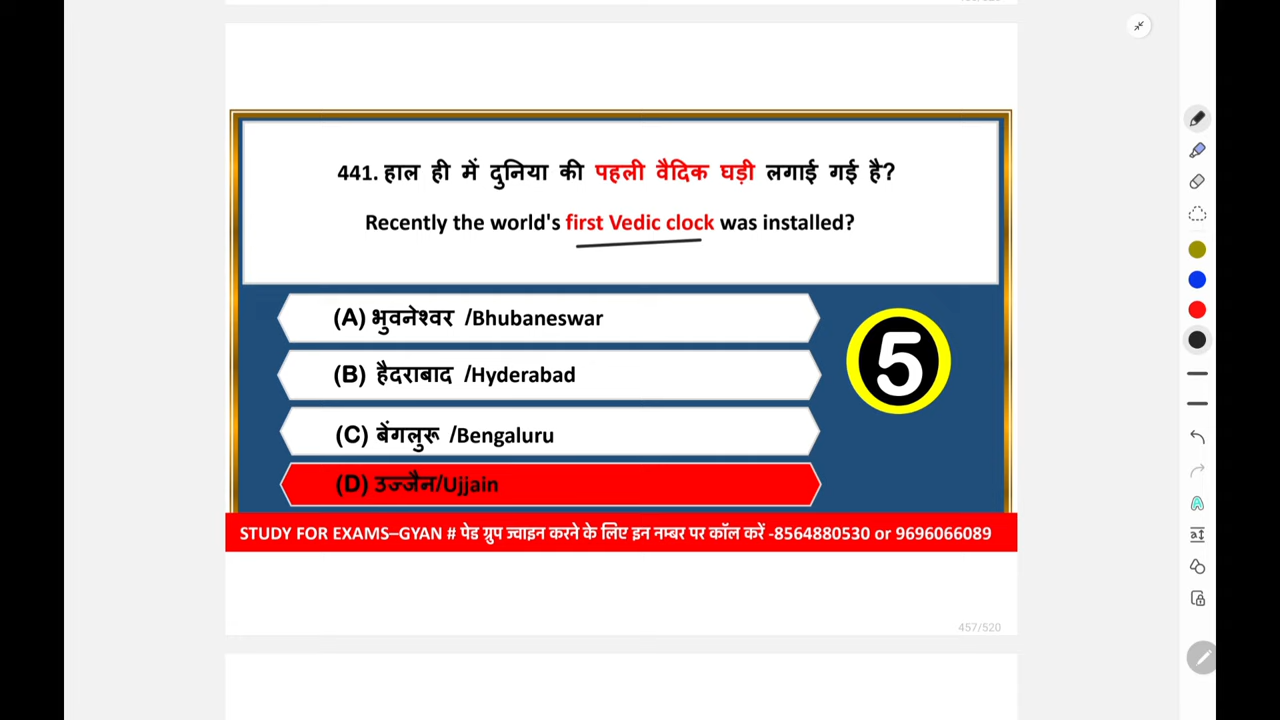 441. हाल ही में दुनिया की पहली वैदिक घड़ी लगाई गई है?
Recently the world's first Vedic clock was installed?
(A) भुवनेश्वर /Bhubaneswar
(B) हैदराबाद /Hyderabad
5
(C) बेंगलुरू /Bengaluru
(D) उज्जैन/Ujjain
STUDY FOR EXAMS–GYAN # पेड ग्रुप ज्वाइन करने के लिए इन नम्बर पर कॉल करें -8564880530 or 9696066089
457/520